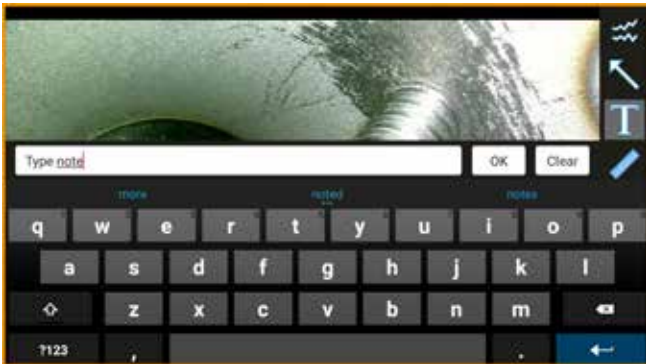 T
Type note
OK
Clear
more
noted
notes
q w e r t y u i o p
a s d f g h j k l
z x c v b n m
?123 , .